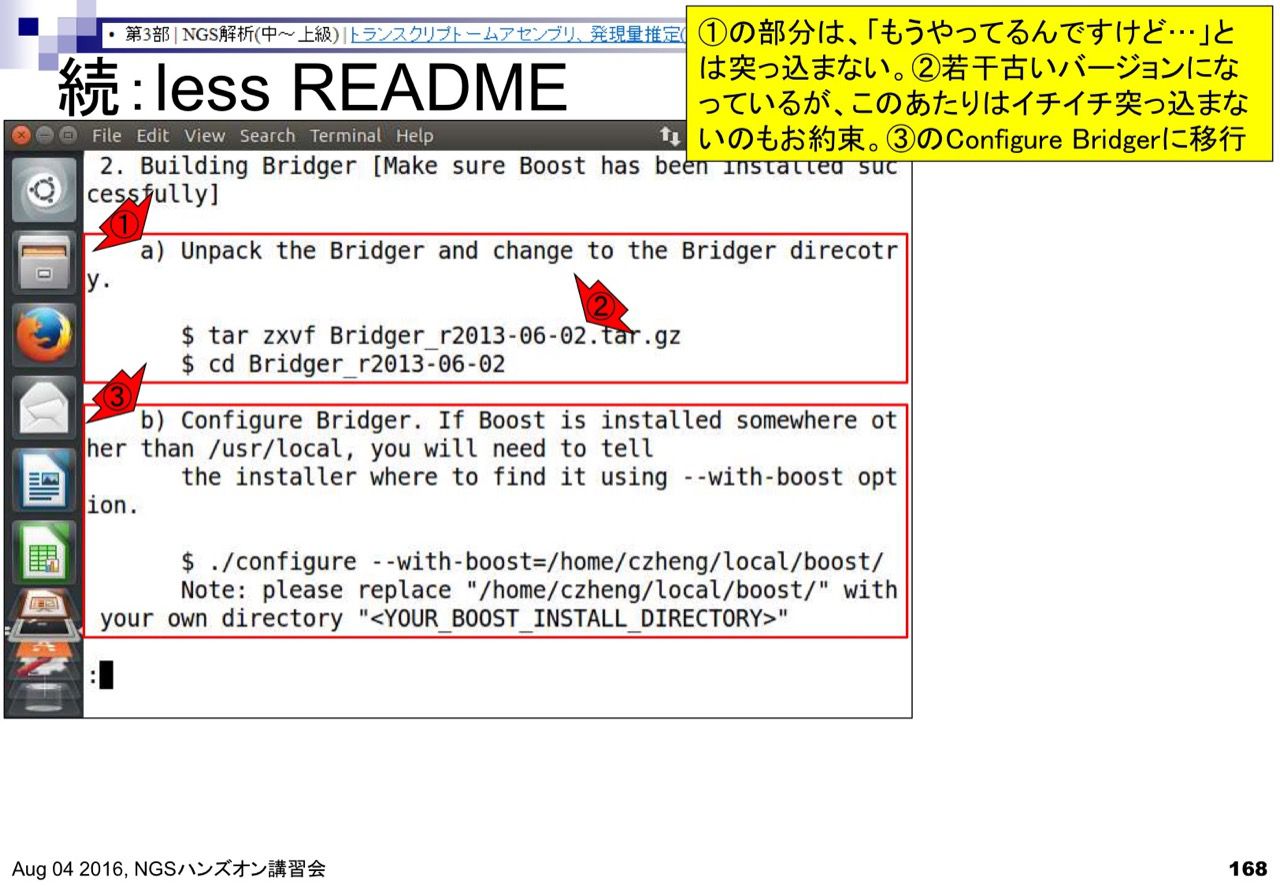 ・ 第3部 | NGS解析(中～上級) | トランスクリプトームアセンブリ、発現量推定(
続：less README
①の部分は、「もうやってるんですけど…」と
は突っ込まない。②若干古いバージョンにな
っているが、このあたりはイチイチ突っ込まな
いのもお約束。③のConfigure Bridgerに移行
File Edit View Search Terminal Help
2. Building Bridger [Make sure Boost has been installed suc
cessfully]
①
a) Unpack the Bridger and change to the Bridger direcotr
y.
②
$ tar zxvf Bridger_r2013-06-02.tar.gz
$ cd Bridger_r2013-06-02
③
b) Configure Bridger. If Boost is installed somewhere ot
her than /usr/local, you will need to tell
the installer where to find it using --with-boost opt
ion.
$ ./configure --with-boost=/home/czheng/local/boost/
Note: please replace "/home/czheng/local/boost/" with
your own directory "<YOUR_BOOST_INSTALL_DIRECTORY>"
:
Aug 04 2016, NGSハンズオン講習会
168